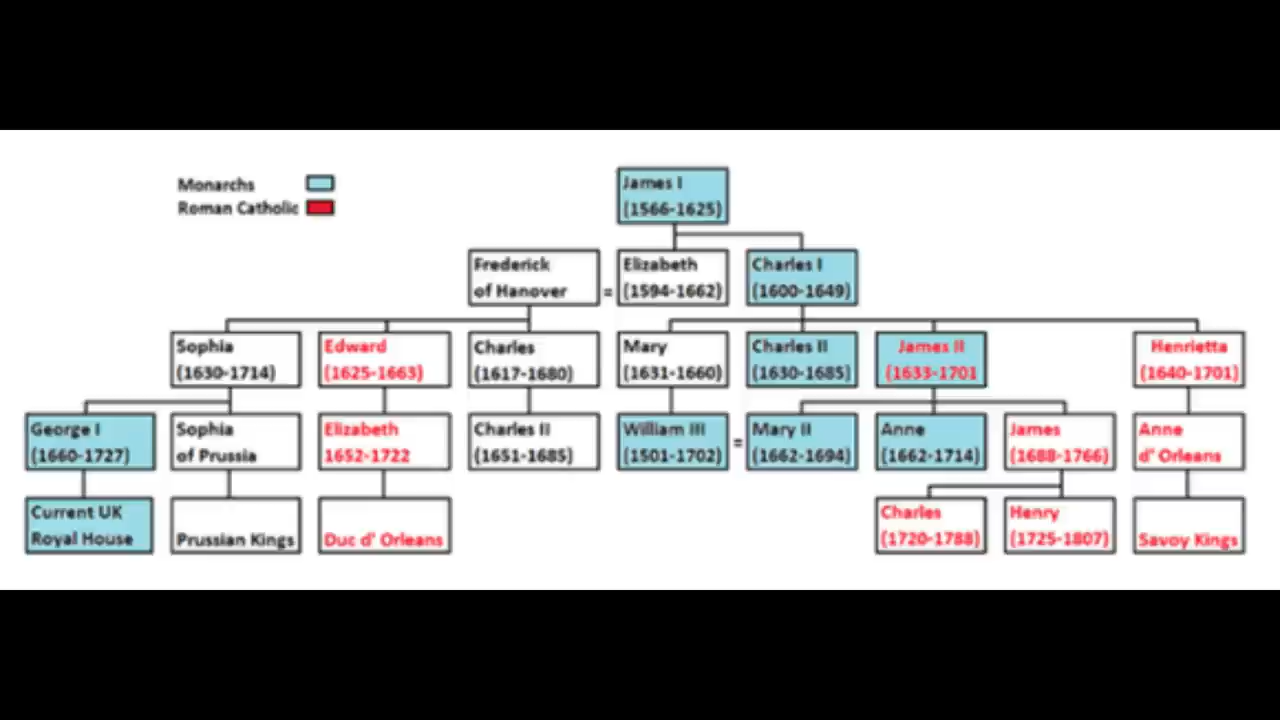 Monarchs
Roman Catholic
James I
(1566-1625)
Frederick
of Hanover
=
Elizabeth
(1594-1662)
Charles I
(1600-1649)
Sophia
(1630-1714)
Edward
(1625-1663)
Charles
(1617-1680)
Mary
(1631-1660)
Charles II
(1630-1685)
James II
(1633-1701
Henrietta
(1640-1701)
George I
(1660-1727)
Sophia
of Prussia
Elizabeth
1652-1722
Charles II
(1651-1685)
William III
(1501-1702)
=
Mary II
(1662-1694)
Anne
(1662-1714)
James
(1688-1766)
Anne
d' Orleans
Current UK
Royal House
Prussian Kings
Duc d' Orleans
Charles
(1720-1788)
Henry
(1725-1807)
Savoy Kings